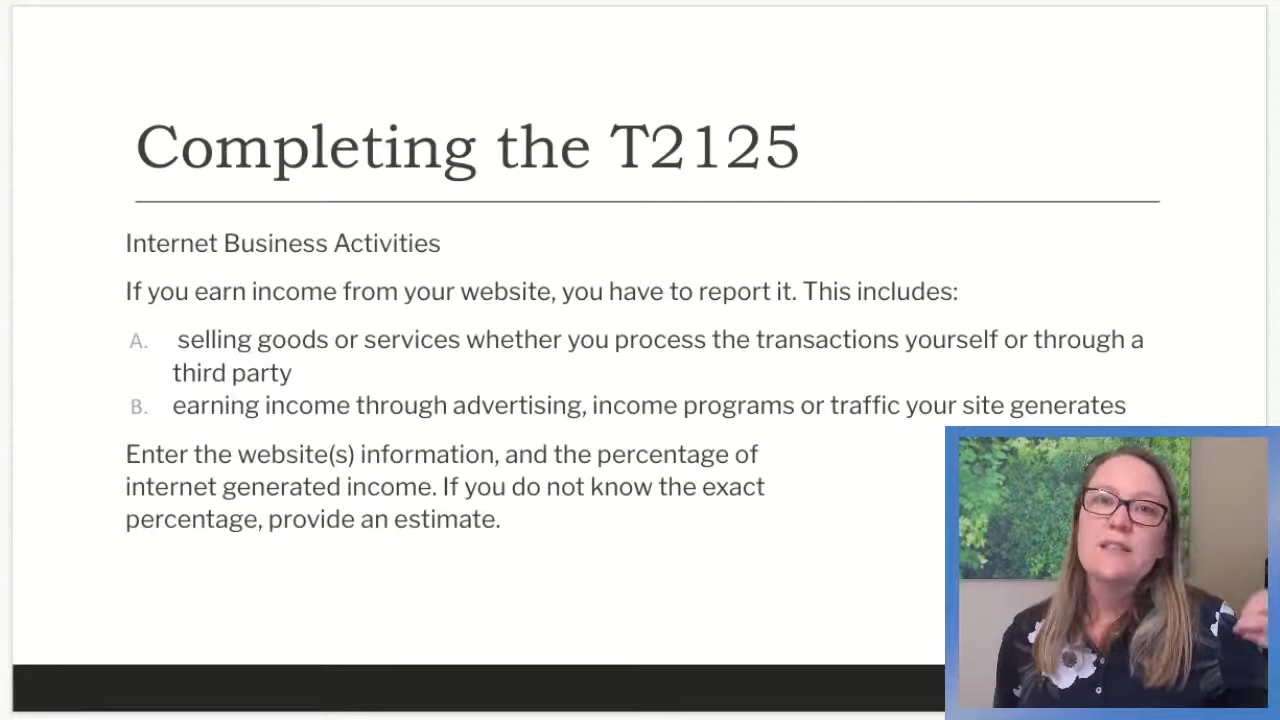 Completing the T2125
Internet Business Activities
If you earn income from your website, you have to report it. This includes:
A. selling goods or services whether you process the transactions yourself or through a
third party
B. earning income through advertising, income programs or traffic your site generates
Enter the website(s) information, and the percentage of
internet generated income. If you do not know the exact
percentage, provide an estimate.